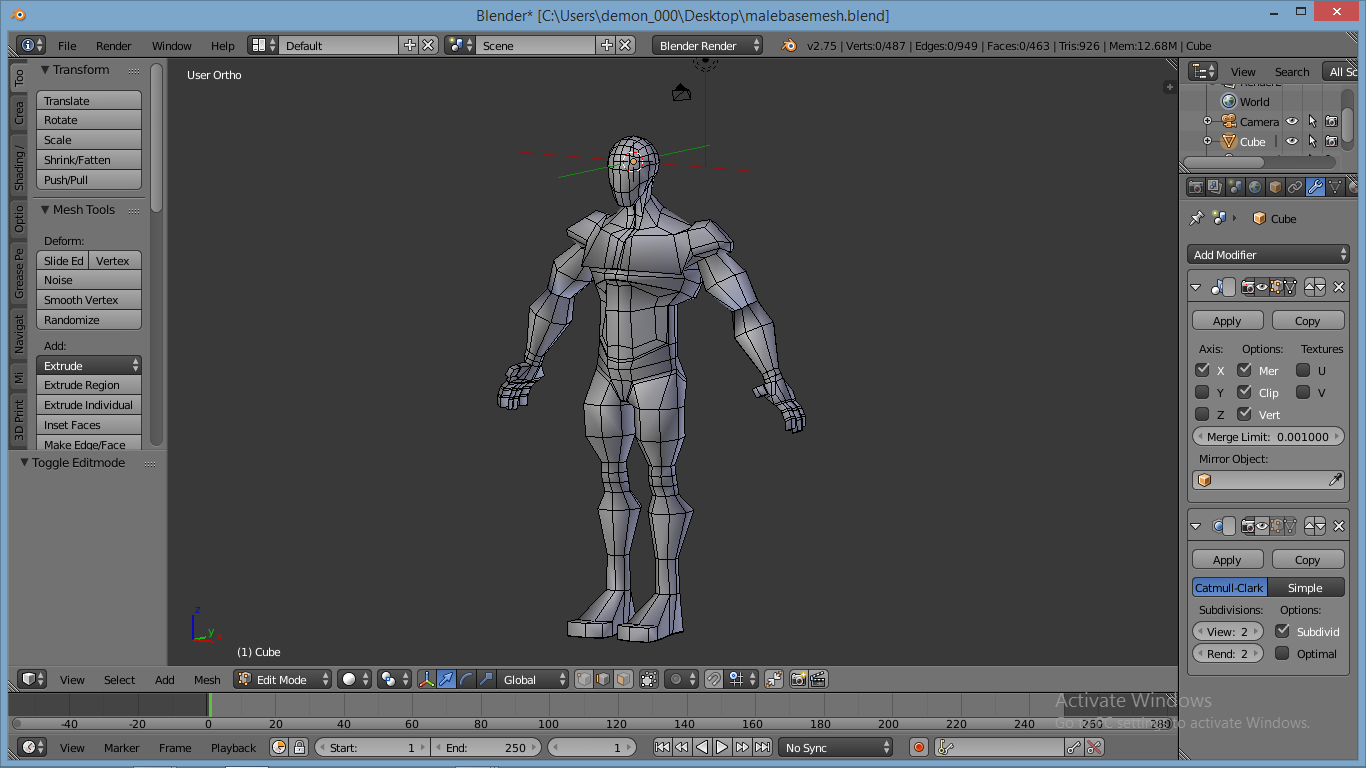 Blender* [C:\Users\demon_000\Desktop\malebasemesh.blend]
File Render Window Help Default Scene Blender Render v2.75 | Verts:0/487 | Edges:0/949 | Faces:0/463 | Tris:926 | Mem:12.68M | Cube
Too
Crea
Shading /
Optio
Grease Pe
Navigat
Mi
3D Print
Transform
Translate
Rotate
Scale
Shrink/Fatten
Push/Pull
Mesh Tools
Deform:
Slide Ed Vertex
Noise
Smooth Vertex
Randomize
Add:
Extrude
Extrude Region
Extrude Individual
Inset Faces
Make Edge/Face
Toggle Editmode
User Ortho
z
y
x
(1) Cube
View Search All Sc
World
Camera
Cube |
Cube
Add Modifier
Apply Copy
Axis: Options: Textures
X Mer U
Y Clip V
Z Vert
Merge Limit: 0.001000
Mirror Object:
Apply Copy
Catmull-Clark Simple
Subdivisions: Options:
View: 2 Subdivid
Rend: 2 Optimal
View Select Add Mesh Edit Mode Global
Activate Windows
Go to PC settings to activate Windows.
-40 -20 0 20 40 60 80 100 120 140 160 180 200 220 240 260 280
View Marker Frame Playback Start: 1 End: 250 1 No Sync